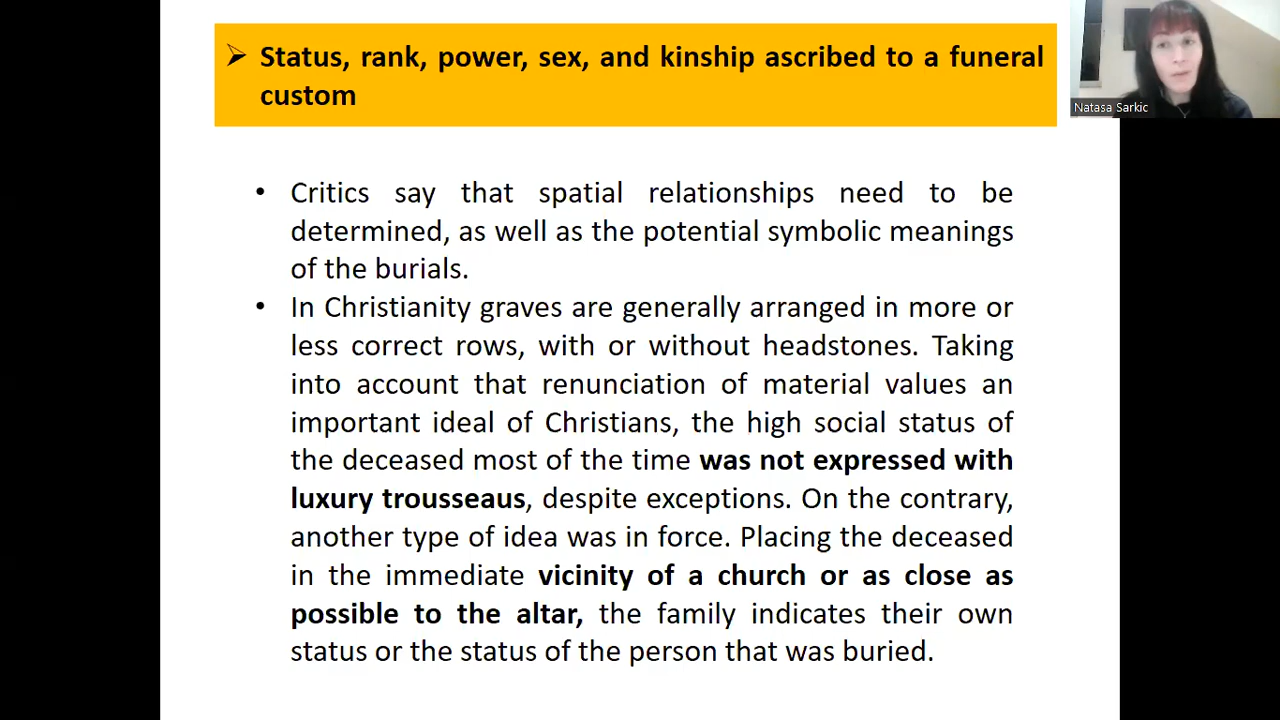 ➢ Status, rank, power, sex, and kinship ascribed to a funeral
custom
Natasa Sarkic
• Critics say that spatial relationships need to be
determined, as well as the potential symbolic meanings
of the burials.
• In Christianity graves are generally arranged in more or
less correct rows, with or without headstones. Taking
into account that renunciation of material values an
important ideal of Christians, the high social status of
the deceased most of the time was not expressed with
luxury trousseaus, despite exceptions. On the contrary,
another type of idea was in force. Placing the deceased
in the immediate vicinity of a church or as close as
possible to the altar, the family indicates their own
status or the status of the person that was buried.